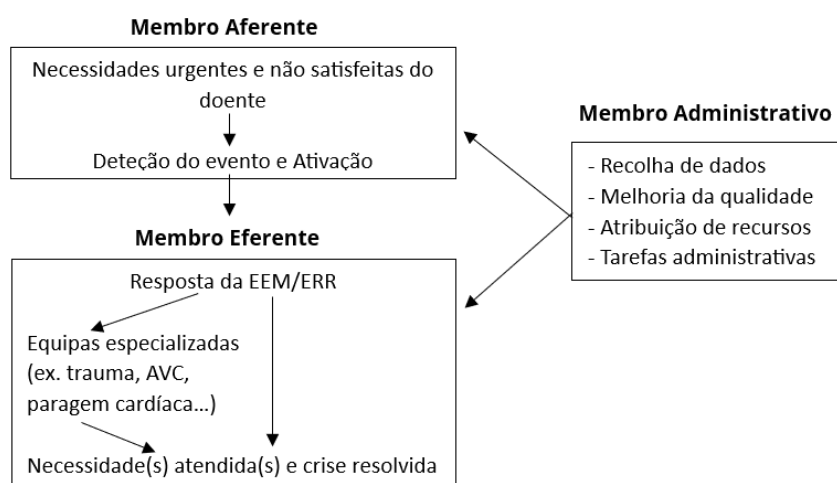 Membro Aferente
Necessidades urgentes e não satisfeitas do
doente
Deteção do evento e Ativação
Membro Eferente
Resposta da EEM/ERR
Equipas especializadas
(ex. trauma, AVC,
paragem cardíaca...)
Necessidade(s) atendida(s) e crise resolvida
Membro Administrativo
- Recolha de dados
- Melhoria da qualidade
- Atribuição de recursos
- Tarefas administrativas